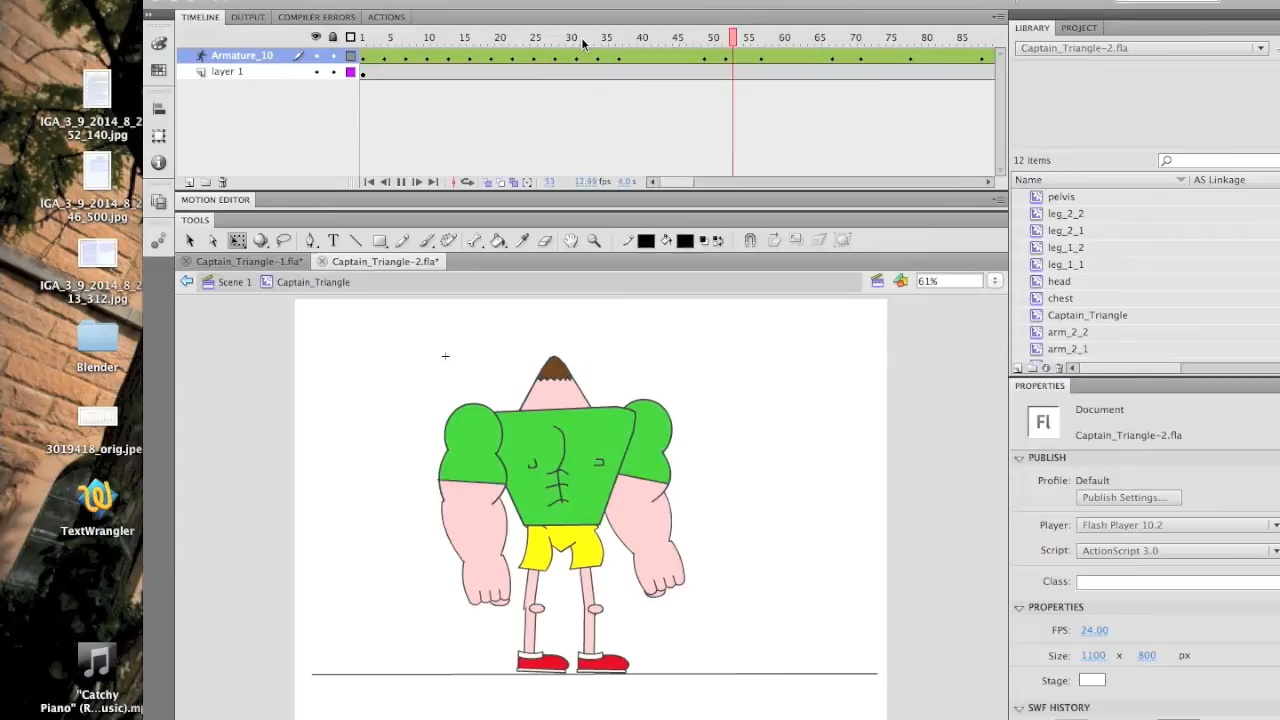 TIMELINE OUTPUT COMPILER ERRORS ACTIONS
1 5 10 15 20 25 30 35 40 45 50 55 60 65 70 75 80 85
Armature_10
layer 1
53 12.99 fps 4.0 s
MOTION EDITOR
TOOLS
Captain_Triangle-1.fla* Captain_Triangle-2.fla*
Scene 1 Captain_Triangle 61%
LIBRARY PROJECT
Captain_Triangle-2.fla
12 items
Name AS Linkage
pelvis
leg_2_2
leg_2_1
leg_1_2
leg_1_1
head
chest
Captain_Triangle
arm_2_2
arm_2_1
PROPERTIES
Fl
Document
Captain_Triangle-2.fla
PUBLISH
Profile: Default
Publish Settings...
Player: Flash Player 10.2
Script: ActionScript 3.0
Class:
PROPERTIES
FPS: 24.00
Size: 1100 x 800 px
Stage:
SWF HISTORY
IGA_3_9_2014_8_2
52_140.jpg
IGA_3_9_2014_8_2
46_500.jpg
IGA_3_9_2014_8_2
13_312.jpg
Blender
3019418_orig.jpe
TextWrangler
"Catchy
Piano" (R...usic).m